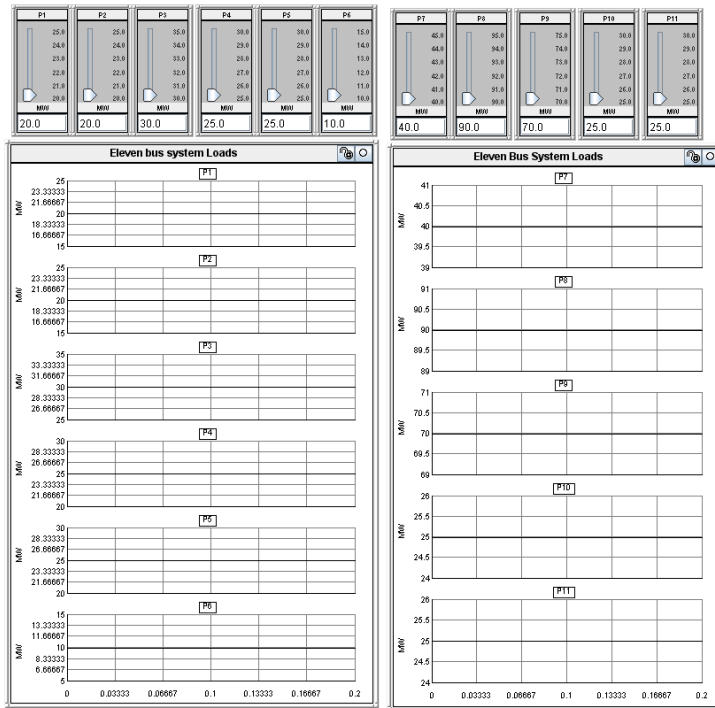 P1 P2 P3 P4 P5 P6
25.0 25.0 35.0 30.0 30.0 15.0
24.0 24.0 34.0 29.0 29.0 14.0
23.0 23.0 33.0 28.0 28.0 13.0
22.0 22.0 32.0 27.0 27.0 12.0
21.0 21.0 31.0 26.0 26.0 11.0
20.0 20.0 30.0 25.0 25.0 10.0
MW MW MW MW MW MW
20.0 20.0 30.0 25.0 25.0 10.0
P7 P8 P9 P10 P11
45.0 95.0 75.0 30.0 30.0
44.0 94.0 74.0 29.0 29.0
43.0 93.0 73.0 28.0 28.0
42.0 92.0 72.0 27.0 27.0
41.0 91.0 71.0 26.0 26.0
40.0 90.0 70.0 25.0 25.0
MW MW MW MW MW
40.0 90.0 70.0 25.0 25.0
Eleven bus system Loads
P1
25
23.33333
21.66667
20
18.33333
16.66667
15
MW
P2
25
23.33333
21.66667
20
18.33333
16.66667
15
MW
P3
35
33.33333
31.66667
30
28.33333
26.66667
25
MW
P4
30
28.33333
26.66667
25
23.33333
21.66667
20
MW
P5
30
28.33333
26.66667
25
23.33333
21.66667
20
MW
P6
15
13.33333
11.66667
10
8.33333
6.66667
5
MW
0 0.03333 0.06667 0.1 0.13333 0.16667 0.2
Eleven Bus System Loads
P7
41
40.5
40
39.5
39
MW
P8
91
90.5
90
89.5
89
MW
P9
71
70.5
70
69.5
69
MW
P10
26
25.5
25
24.5
24
MW
P11
26
25.5
25
24.5
24
MW
0 0.03333 0.06667 0.1 0.13333 0.16667 0.2